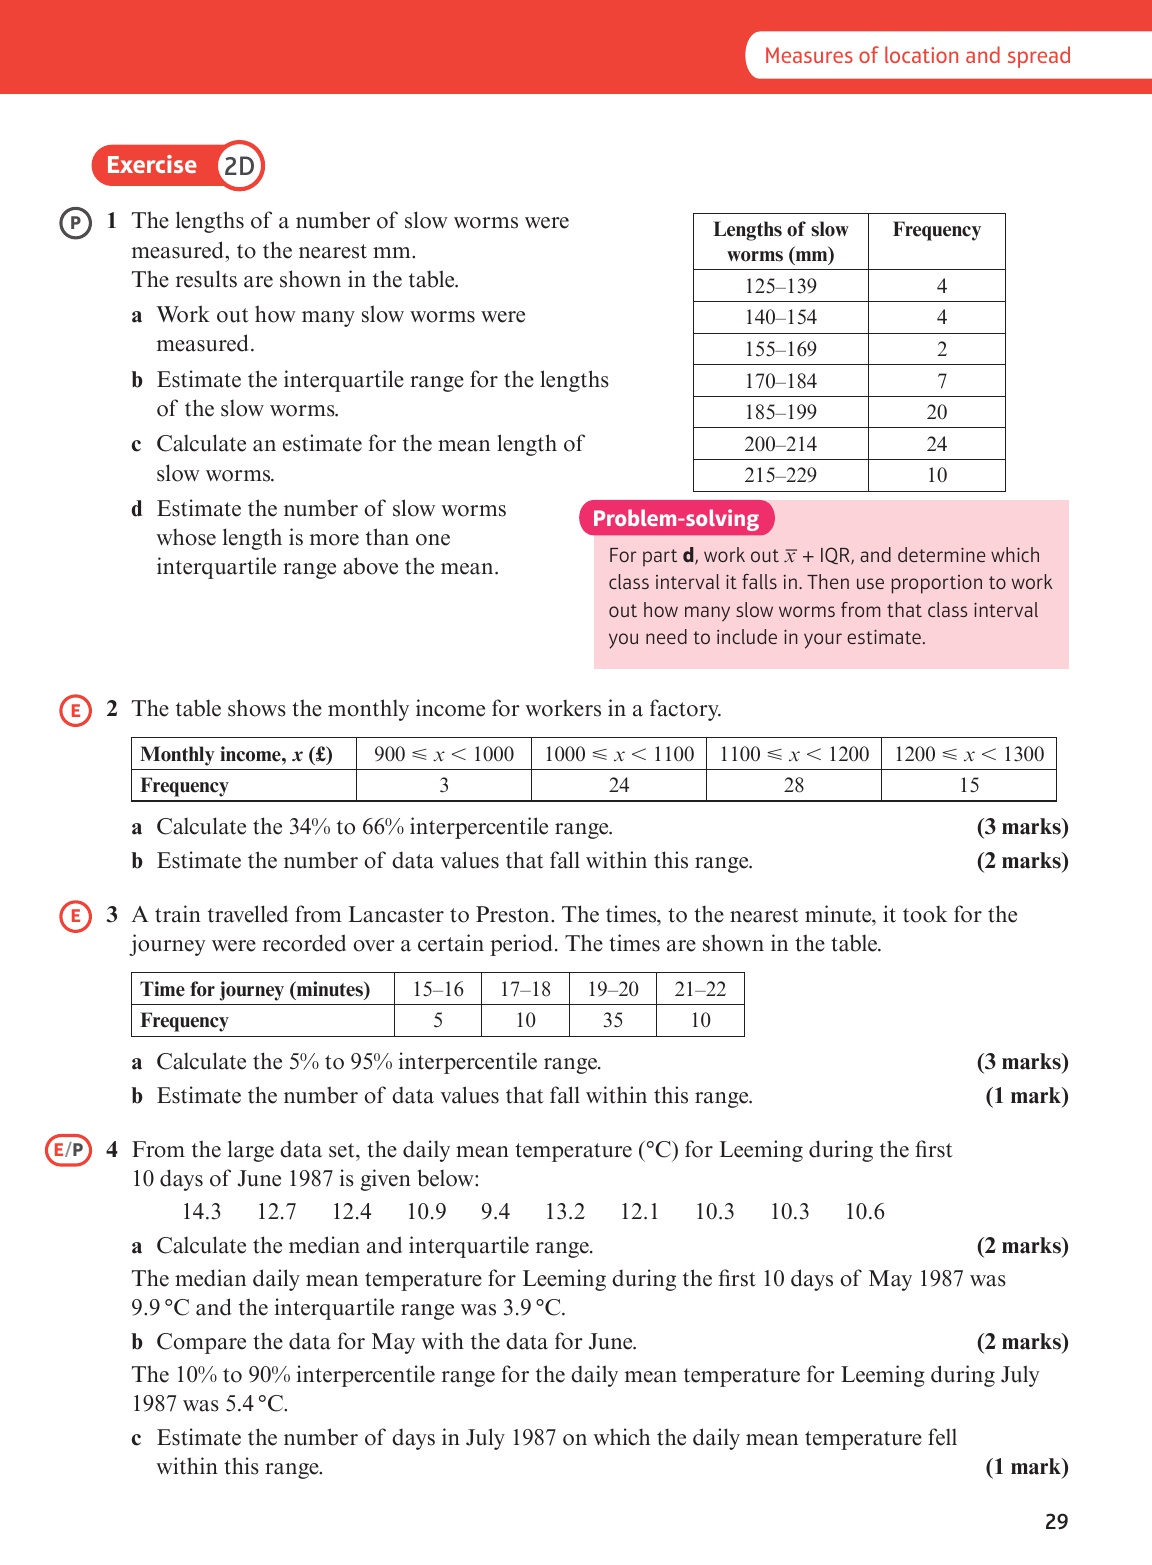 Measures of location and spread
Exercise 2D
P 1 The lengths of a number of slow worms were
measured, to the nearest mm.
The results are shown in the table.
a Work out how many slow worms were
measured.
b Estimate the interquartile range for the lengths
of the slow worms.
c Calculate an estimate for the mean length of
slow worms.
d Estimate the number of slow worms
whose length is more than one
interquartile range above the mean.
Lengths of slow Frequency
worms (mm)
125–139 4
140–154 4
155–169 2
170–184 7
185–199 20
200–214 24
215–229 10
Problem-solving
For part d, work out x̅ + IQR, and determine which
class interval it falls in. Then use proportion to work
out how many slow worms from that class interval
you need to include in your estimate.
E 2 The table shows the monthly income for workers in a factory.
Monthly income, x (£) 900 ⩽ x < 1000 1000 ⩽ x < 1100 1100 ⩽ x < 1200 1200 ⩽ x < 1300
Frequency 3 24 28 15
a Calculate the 34% to 66% interpercentile range. (3 marks)
b Estimate the number of data values that fall within this range. (2 marks)
E 3 A train travelled from Lancaster to Preston. The times, to the nearest minute, it took for the
journey were recorded over a certain period. The times are shown in the table.
Time for journey (minutes) 15–16 17–18 19–20 21–22
Frequency 5 10 35 10
a Calculate the 5% to 95% interpercentile range. (3 marks)
b Estimate the number of data values that fall within this range. (1 mark)
E/P 4 From the large data set, the daily mean temperature (°C) for Leeming during the first
10 days of June 1987 is given below:
14.3 12.7 12.4 10.9 9.4 13.2 12.1 10.3 10.3 10.6
a Calculate the median and interquartile range. (2 marks)
The median daily mean temperature for Leeming during the first 10 days of May 1987 was
9.9 °C and the interquartile range was 3.9 °C.
b Compare the data for May with the data for June. (2 marks)
The 10% to 90% interpercentile range for the daily mean temperature for Leeming during July
1987 was 5.4 °C.
c Estimate the number of days in July 1987 on which the daily mean temperature fell
within this range. (1 mark)
29